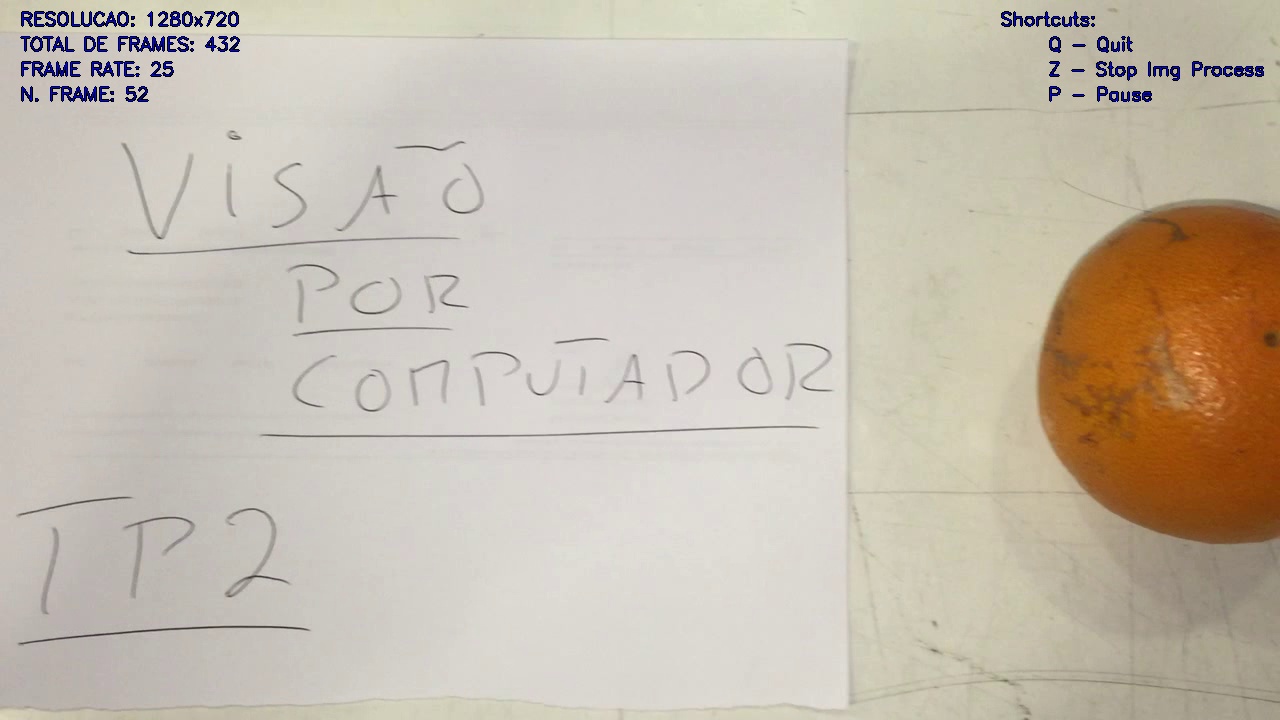 RESOLUCAO: 1280x720
TOTAL DE FRAMES: 432
FRAME RATE: 25
N. FRAME: 52
Shortcuts:
Q - Quit
Z - Stop Img Process
P - Pause
VISÃO
POR
COMPUTADOR
TP2